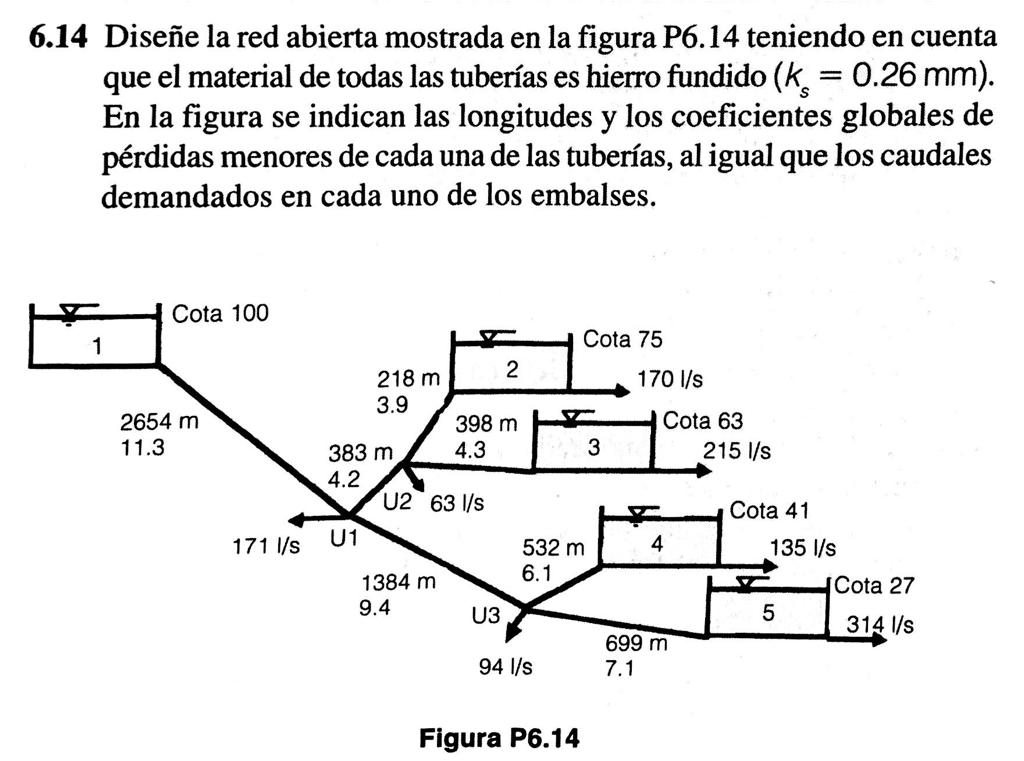 6.14 Diseñe la red abierta mostrada en la figura P6.14 teniendo en cuenta
que el material de todas las tuberías es hierro fundido (kₛ = 0.26 mm).
En la figura se indican las longitudes y los coeficientes globales de
pérdidas menores de cada una de las tuberías, al igual que los caudales
demandados en cada uno de los embalses.
Cota 100
1
Cota 75
2
218 m
3.9
170 l/s
2654 m
11.3
398 m
4.3
Cota 63
3
215 l/s
383 m
4.2
U2
63 l/s
171 l/s
U1
Cota 41
4
532 m
6.1
135 l/s
1384 m
9.4
Cota 27
5
U3
314 l/s
699 m
7.1
94 l/s
Figura P6.14